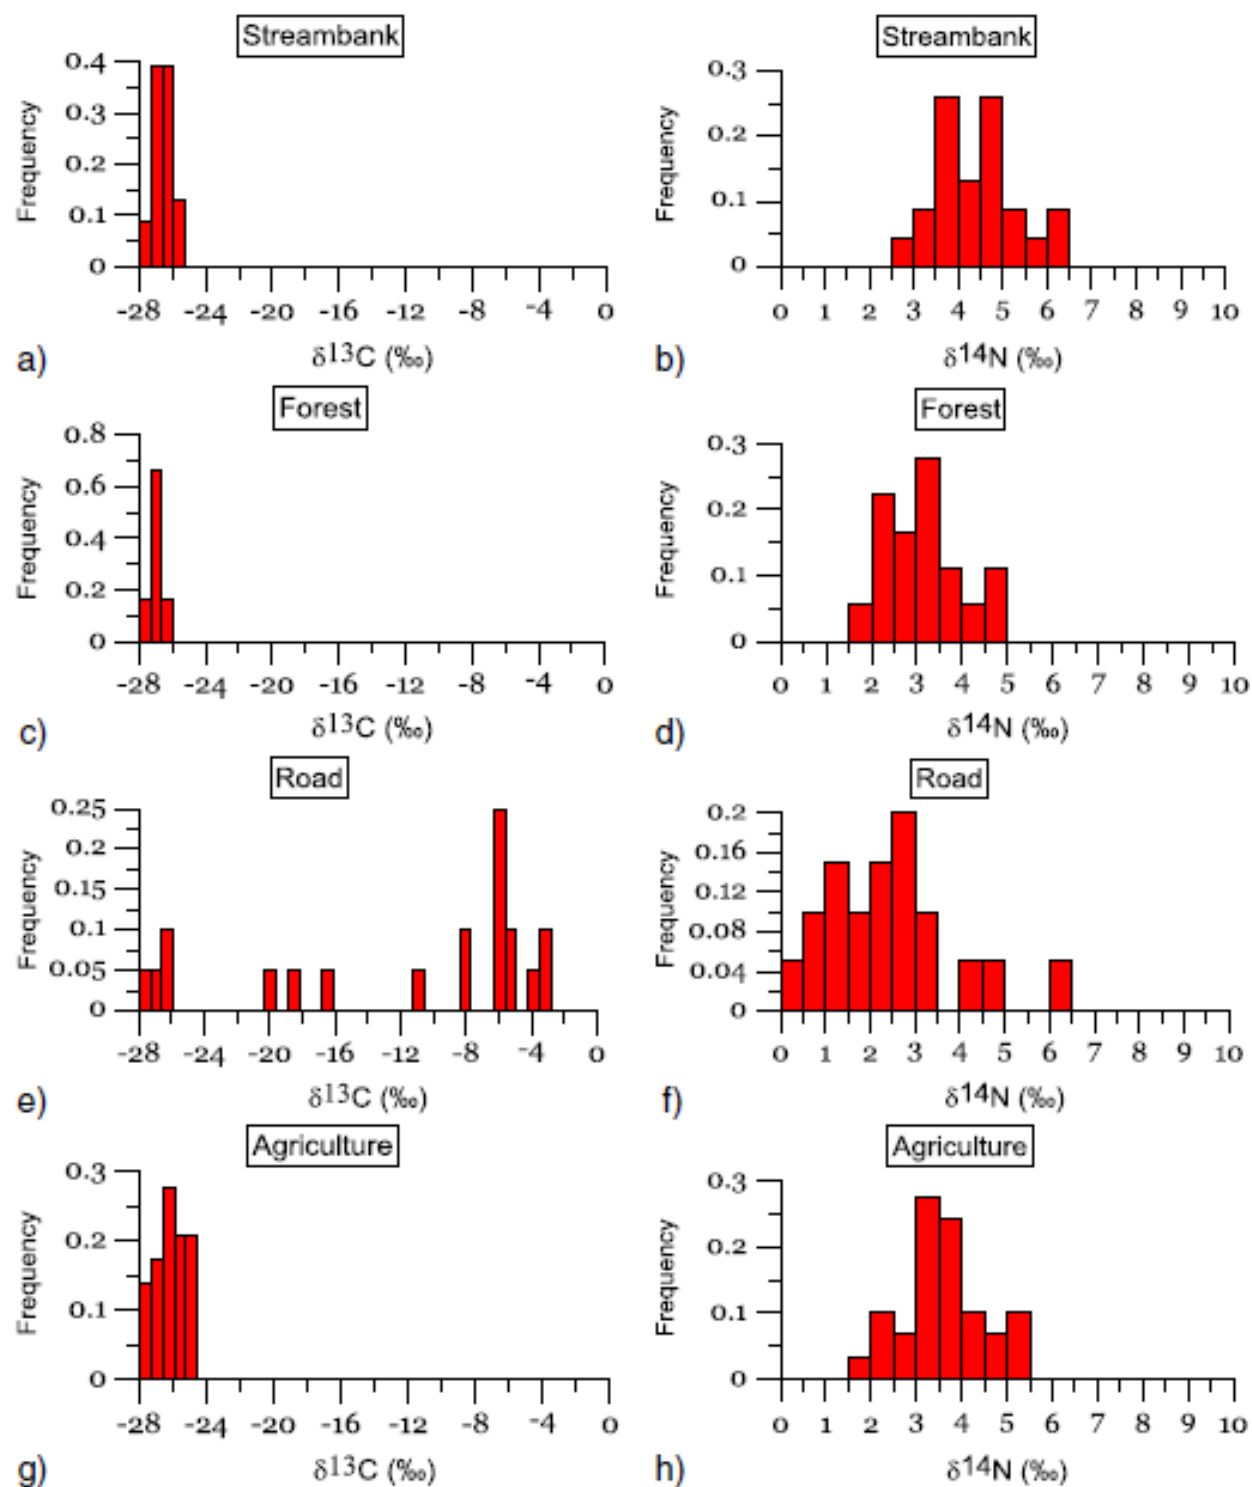 Streambank
Frequency
0.4
0.3
0.2
0.1
0
-28 -24 -20 -16 -12 -8 -4 0
a) δ13C (‰)
Streambank
Frequency
0.3
0.2
0.1
0
0 1 2 3 4 5 6 7 8 9 10
b) δ14N (‰)
Forest
Frequency
0.8
0.6
0.4
0.2
0
-28 -24 -20 -16 -12 -8 -4 0
c) δ13C (‰)
Forest
Frequency
0.3
0.2
0.1
0
0 1 2 3 4 5 6 7 8 9 10
d) δ14N (‰)
Road
Frequency
0.25
0.2
0.15
0.1
0.05
0
-28 -24 -20 -16 -12 -8 -4 0
e) δ13C (‰)
Road
Frequency
0.2
0.16
0.12
0.08
0.04
0
0 1 2 3 4 5 6 7 8 9 10
f) δ14N (‰)
Agriculture
Frequency
0.3
0.2
0.1
0
-28 -24 -20 -16 -12 -8 -4 0
g) δ13C (‰)
Agriculture
Frequency
0.3
0.2
0.1
0
0 1 2 3 4 5 6 7 8 9 10
h) δ14N (‰)